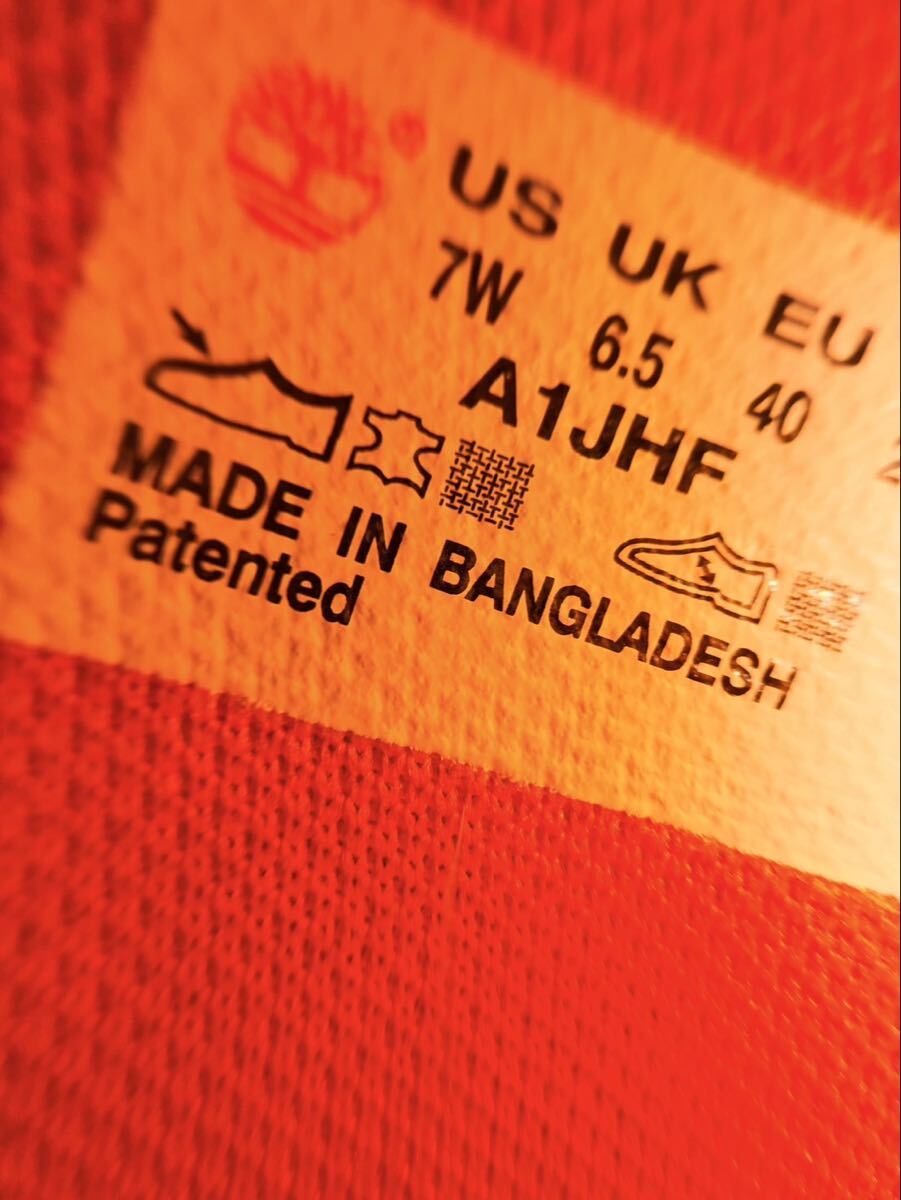 ®
US UK EU
7W 6.5 40
A1JHF
MADE IN BANGLADESH
Patented